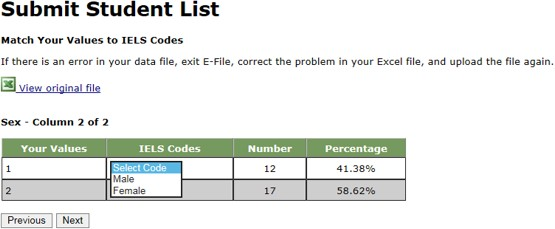 Submit Student List
Match Your Values to IELS Codes
If there is an error in your data file, exit E-File, correct the problem in your Excel file, and upload the file again.
View original file
Sex - Column 2 of 2
Your Values IELS Codes Number Percentage
1 Select Code 12 41.38%
Male
2 Female 17 58.62%
Previous Next